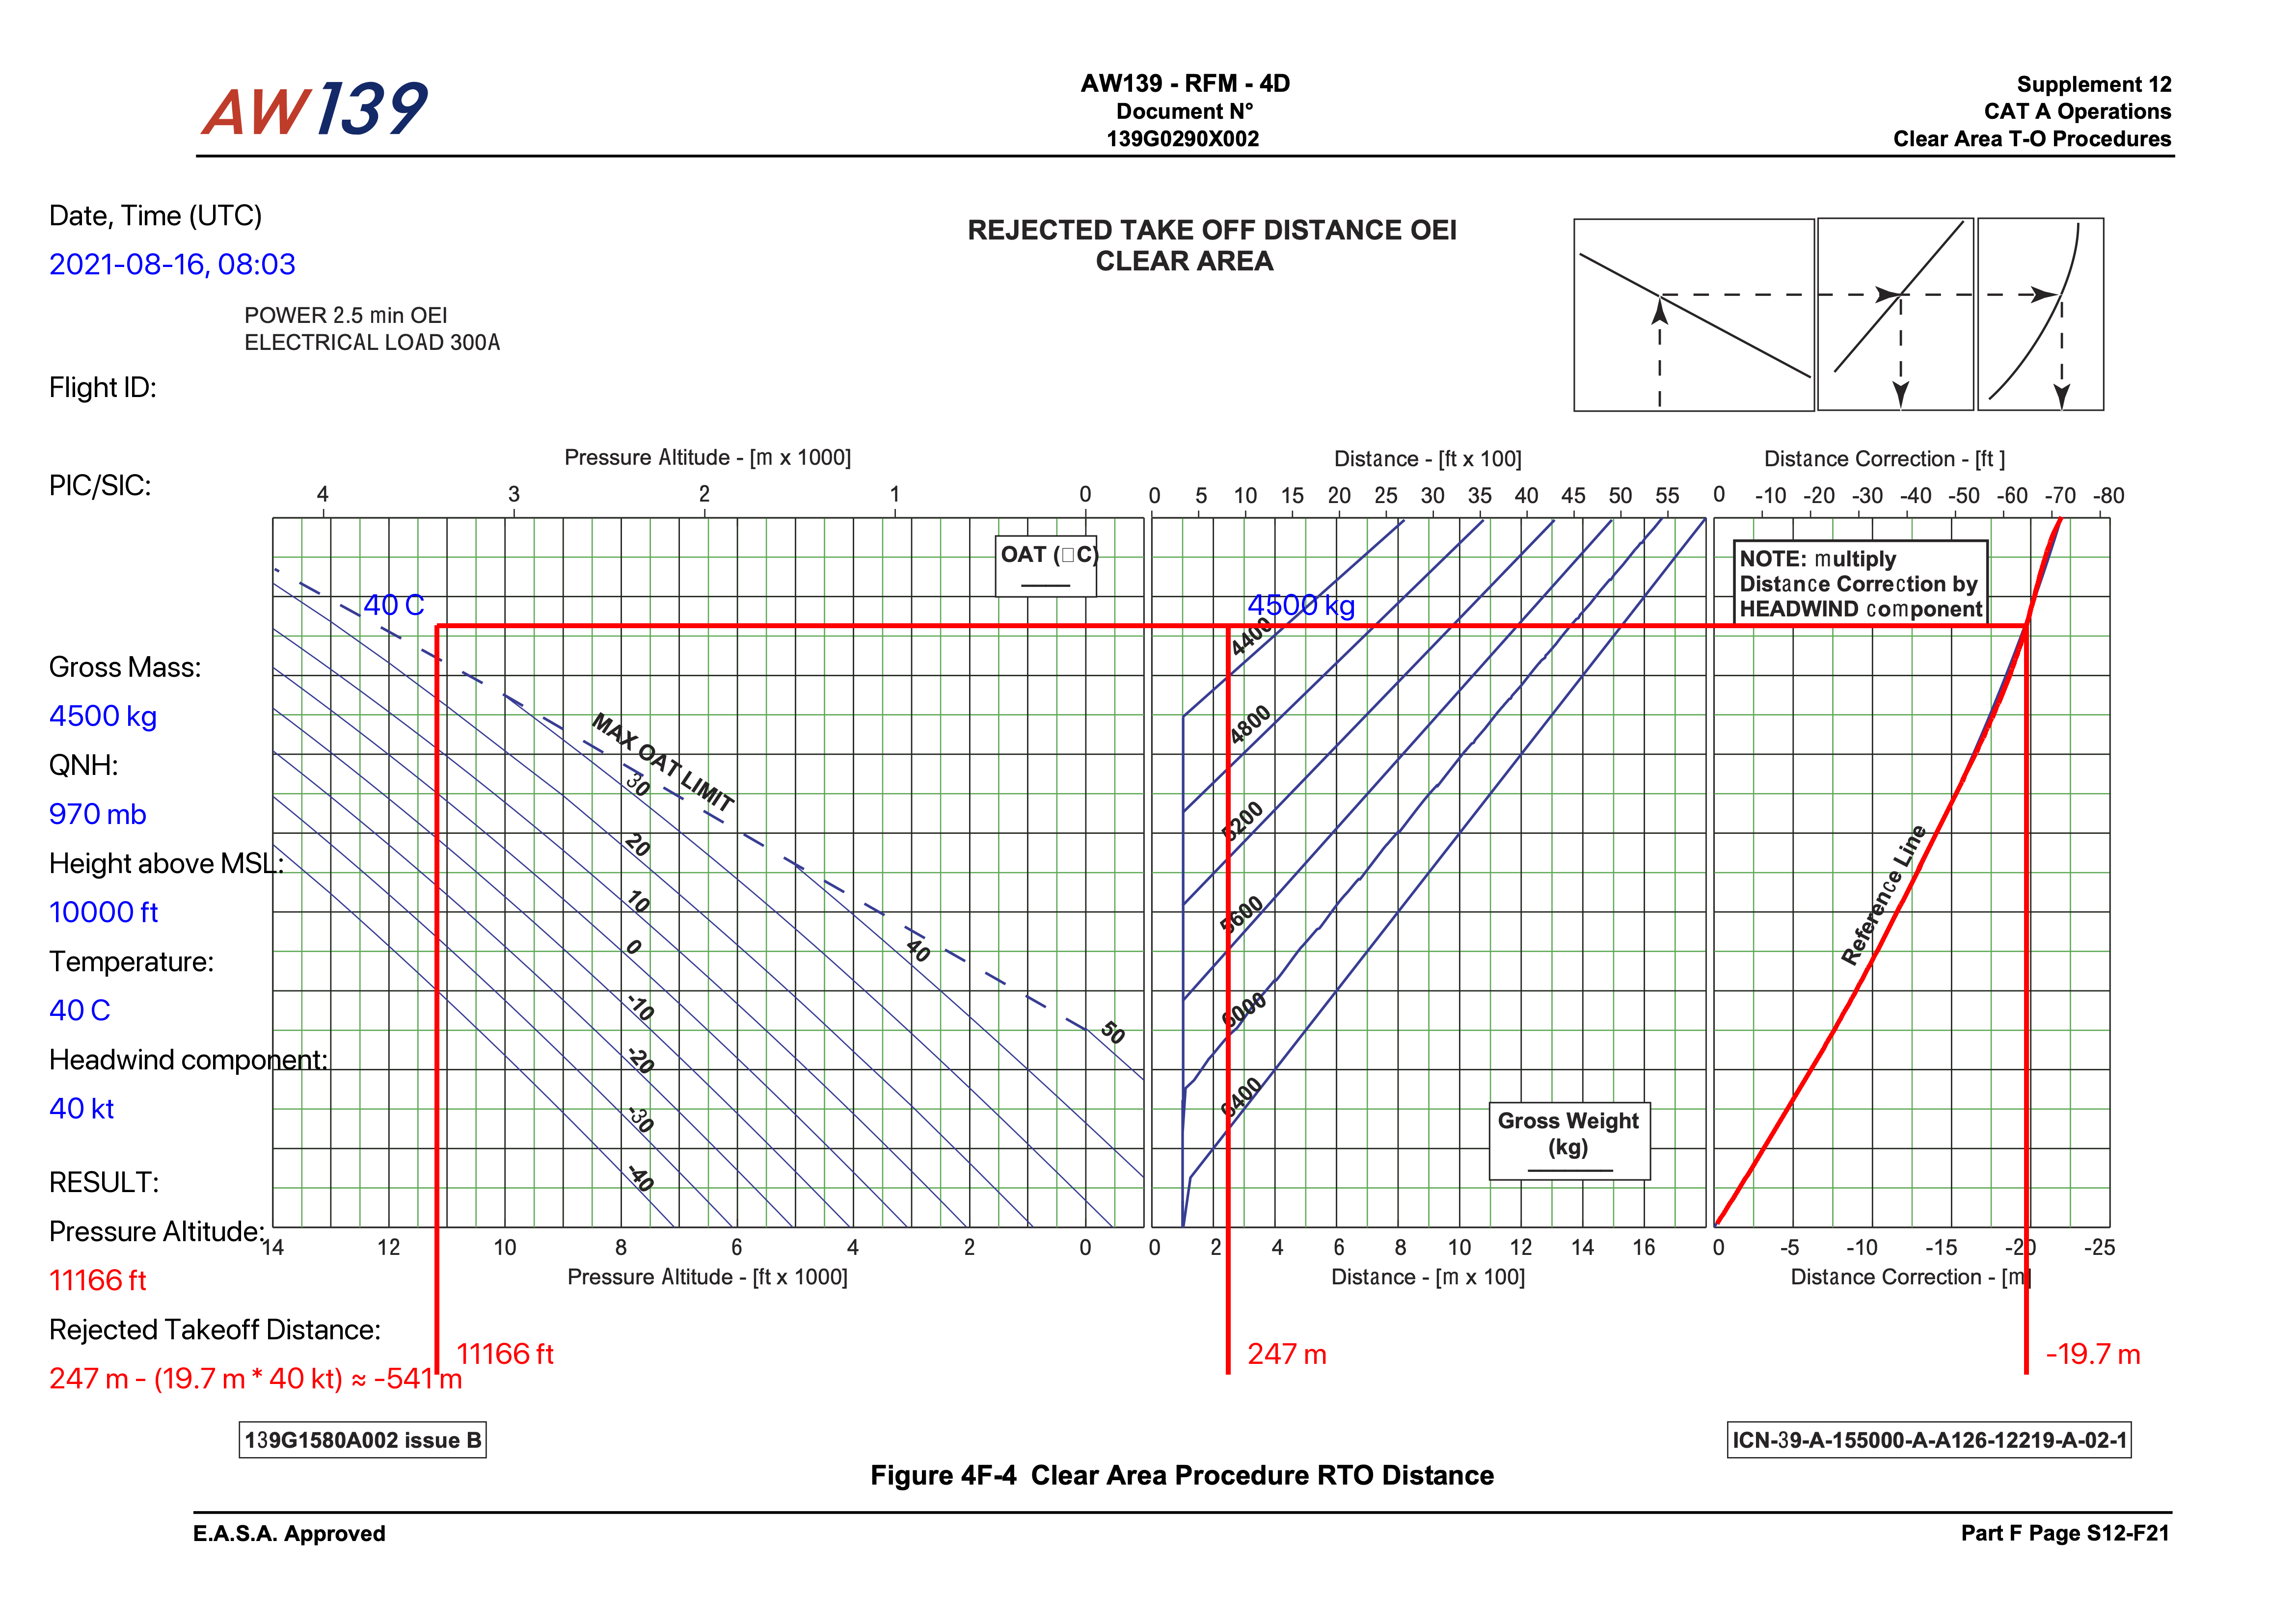 AW139
AW139 - RFM - 4D
Document N°
139G0290X002
Supplement 12
CAT A Operations
Clear Area T-O Procedures
Date, Time (UTC)
2021-08-16, 08:03
REJECTED TAKE OFF DISTANCE OEI
CLEAR AREA
POWER 2.5 min OEI
ELECTRICAL LOAD 300A
Flight ID:
PIC/SIC:
Pressure Altitude - [m x 1000]
4 3 2 1 0
Distance - [ft x 100]
0 5 10 15 20 25 30 35 40 45 50 55
Distance Correction - [ft ]
0 -10 -20 -30 -40 -50 -60 -70 -80
OAT (□C)
40 C
4500 kg
NOTE: multiply
Distance Correction by
HEADWIND component
MAX OAT LIMIT
50
40
30
20
10
0
-10
-20
-30
-40
4400
4800
5200
5600
6000
6400
Gross Weight
(kg)
Reference Line
Gross Mass:
4500 kg
QNH:
970 mb
Height above MSL:
10000 ft
Temperature:
40 C
Headwind component:
40 kt
RESULT:
Pressure Altitude:
11166 ft
Rejected Takeoff Distance:
247 m - (19.7 m * 40 kt) ≈ -541 m
14 12 10 8 6 4 2 0
Pressure Altitude - [ft x 1000]
0 2 4 6 8 10 12 14 16
Distance - [m x 100]
0 -5 -10 -15 -20 -25
Distance Correction - [m]
11166 ft
247 m
-19.7 m
139G1580A002 issue B
ICN-39-A-155000-A-A126-12219-A-02-1
Figure 4F-4 Clear Area Procedure RTO Distance
E.A.S.A. Approved
Part F Page S12-F21